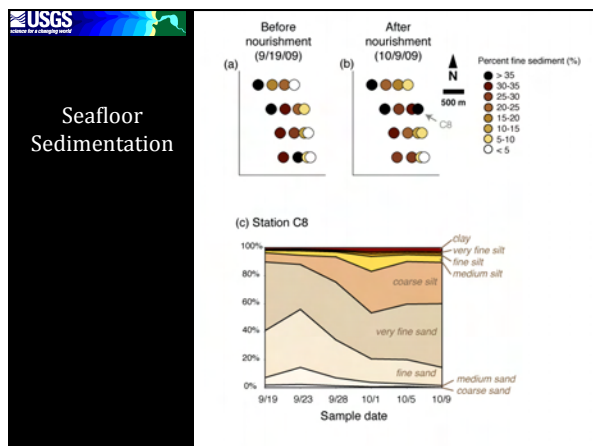 USGS
science for a changing world
Seafloor
Sedimentation
Before
nourishment
(9/19/09)
After
nourishment
(10/9/09)
(a)
(b)
N
500 m
C8
Percent fine sediment (%)
> 35
30-35
25-30
20-25
15-20
10-15
5-10
< 5
(c) Station C8
100%
80%
60%
40%
20%
0%
clay
very fine silt
fine silt
medium silt
coarse silt
very fine sand
fine sand
medium sand
coarse sand
9/19 9/23 9/28 10/1 10/5 10/9
Sample date